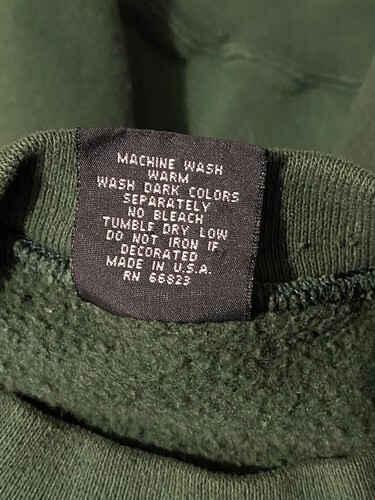 MACHINE WASH
WARM
WASH DARK COLORS
SEPARATELY
NO BLEACH
TUMBLE DRY LOW
DO NOT IRON IF
DECORATED
MADE IN U.S.A.
RN 66823